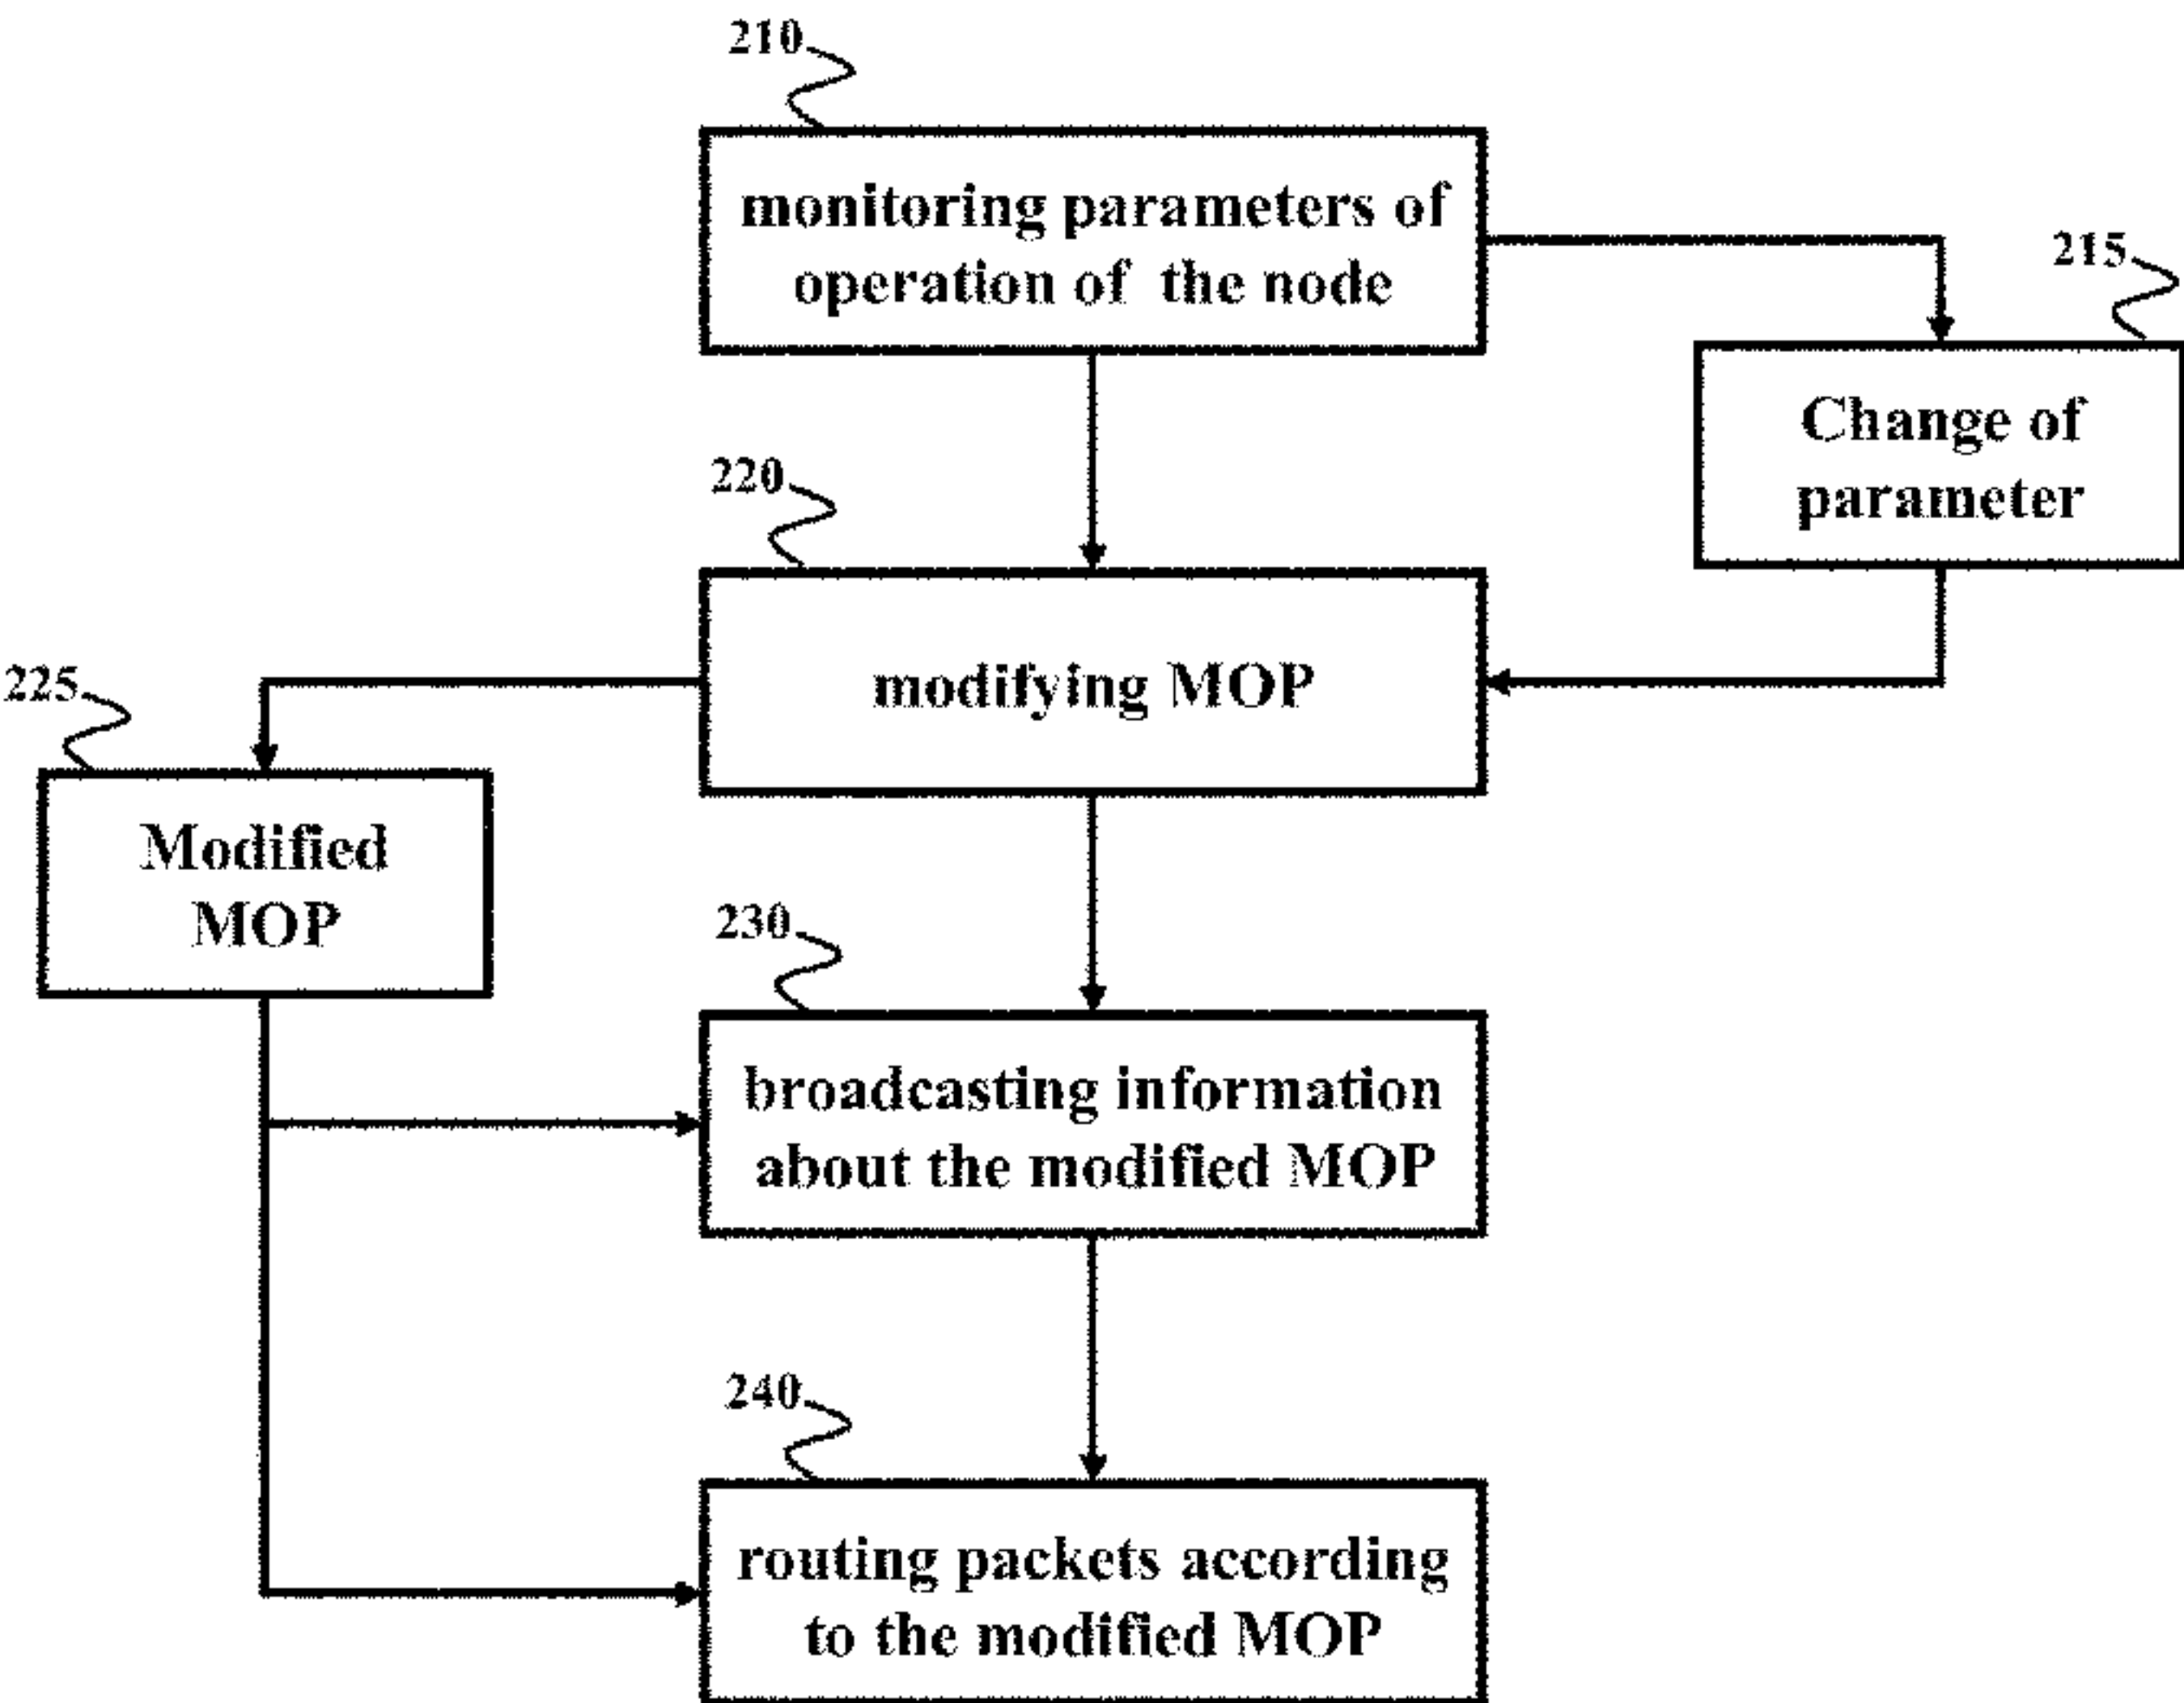 210
monitoring parameters of
operation of the node
215
Change of
parameter
220
modifying MOP
225
Modified
MOP
230
broadcasting information
about the modified MOP
240
routing packets according
to the modified MOP